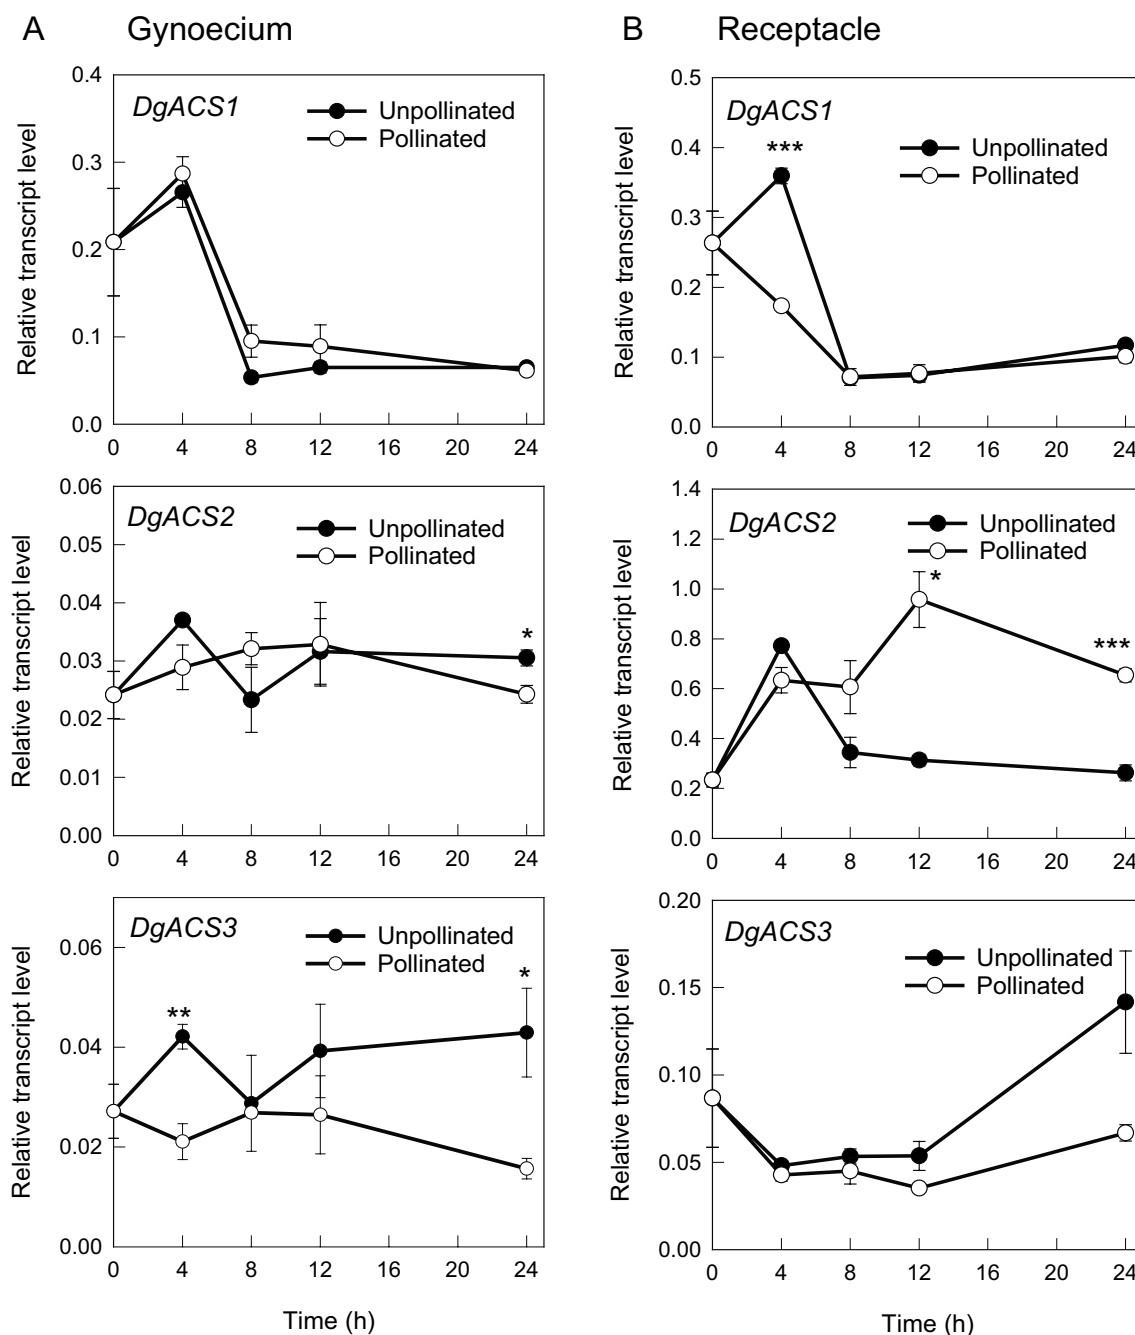 A Gynoecium
B Receptacle
Relative transcript level
0.4
0.3
0.2
0.1
0.0
DgACS1
Unpollinated
Pollinated
0 4 8 12 16 20 24
Relative transcript level
0.5
0.4
0.3
0.2
0.1
0.0
DgACS1
***
Unpollinated
Pollinated
0 4 8 12 16 20 24
Relative transcript level
0.06
0.05
0.04
0.03
0.02
0.01
0.00
DgACS2
Unpollinated
Pollinated
*
0 4 8 12 16 20 24
Relative transcript level
1.4
1.0
0.8
0.6
0.4
0.2
0.0
DgACS2
Unpollinated
Pollinated
*
***
0 4 8 12 16 20 24
Relative transcript level
0.06
0.04
0.02
0.00
DgACS3
Unpollinated
Pollinated
**
*
0 4 8 12 16 20 24
Time (h)
Relative transcript level
0.20
0.15
0.10
0.05
0.00
DgACS3
Unpollinated
Pollinated
0 4 8 12 16 20 24
Time (h)